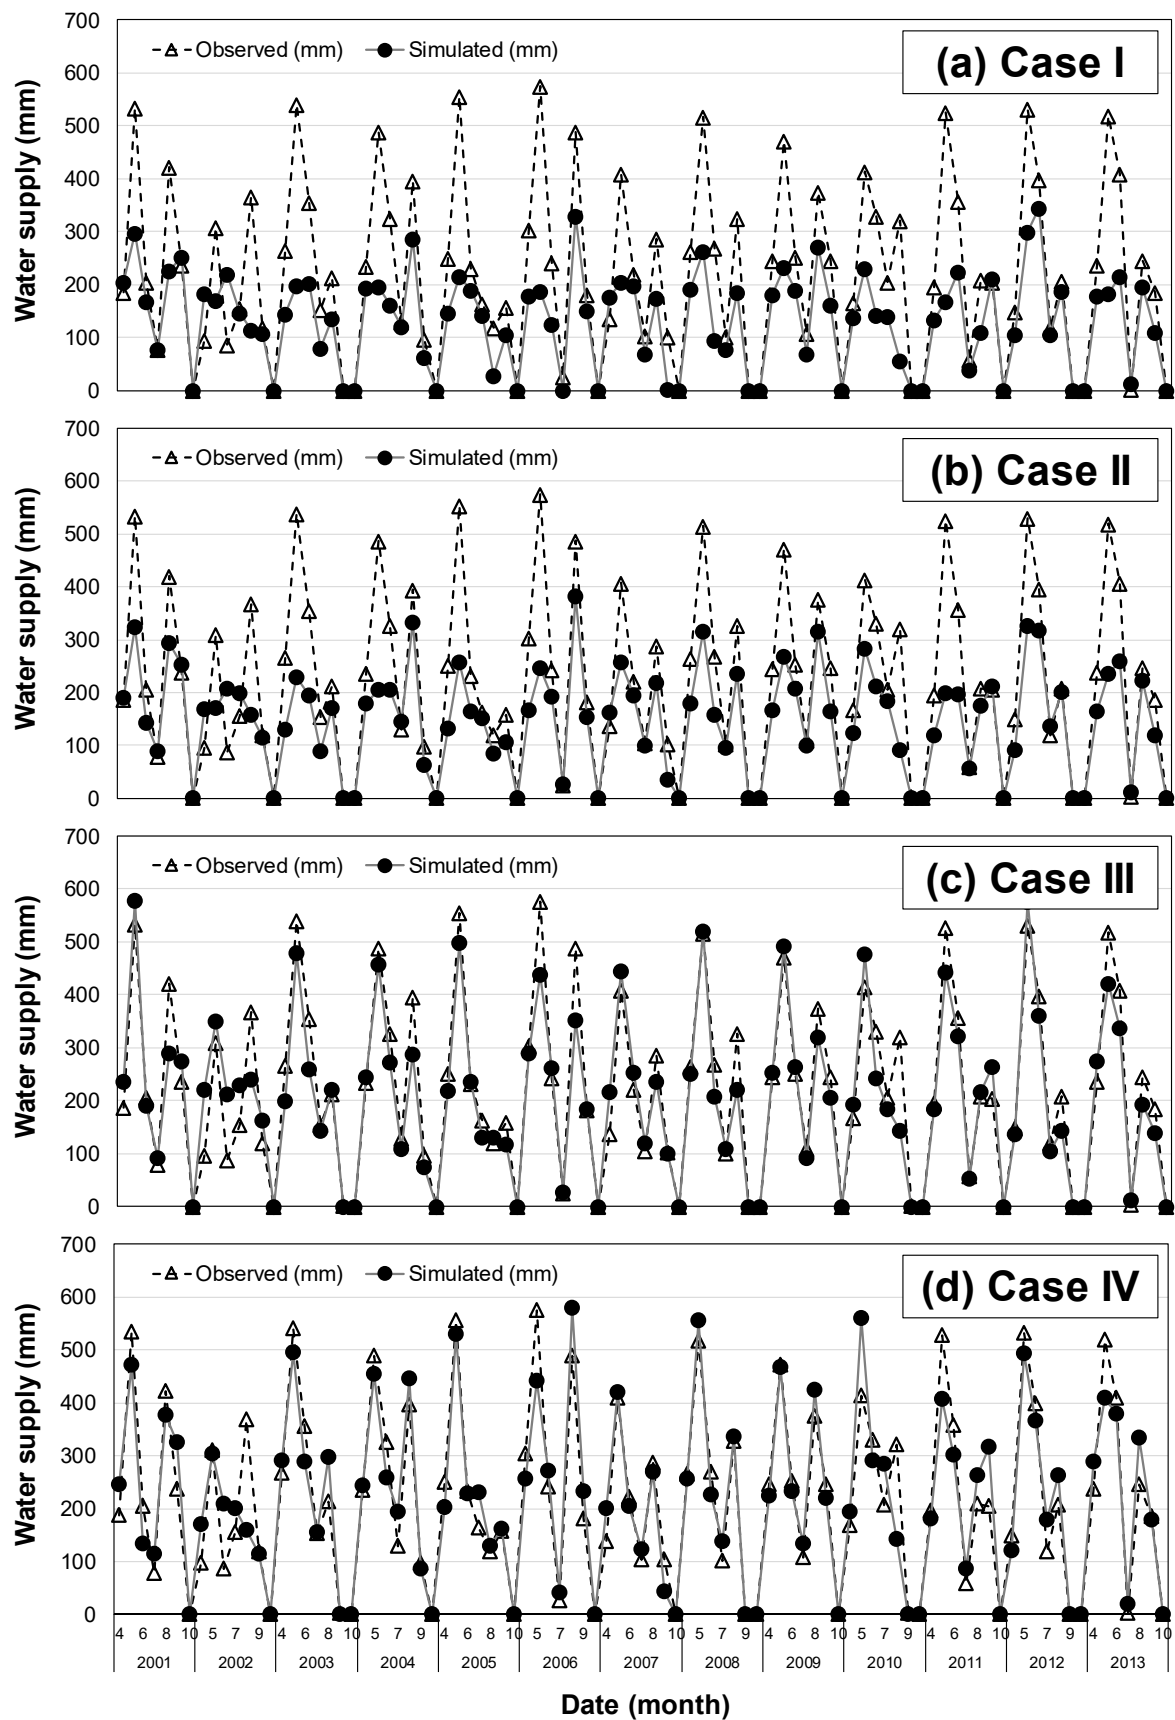 700
Observed (mm) Simulated (mm) (a) Case I
600
500
400
300
200
100
0
Water supply (mm)
700
Observed (mm) Simulated (mm) (b) Case II
600
500
400
300
200
100
0
Water supply (mm)
700
Observed (mm) Simulated (mm) (c) Case III
600
500
400
300
200
100
0
Water supply (mm)
700
Observed (mm) Simulated (mm) (d) Case IV
600
500
400
300
200
100
0
Water supply (mm)
4 6 8 10 5 7 9 4 6 8 10 5 7 9 4 6 8 10 5 7 9 4 6 8 10 5 7 9 4 6 8 10 5 7 9 4 6 8 10 5 7 9 4 6 8 10
2001 2002 2003 2004 2005 2006 2007 2008 2009 2010 2011 2012 2013
Date (month)